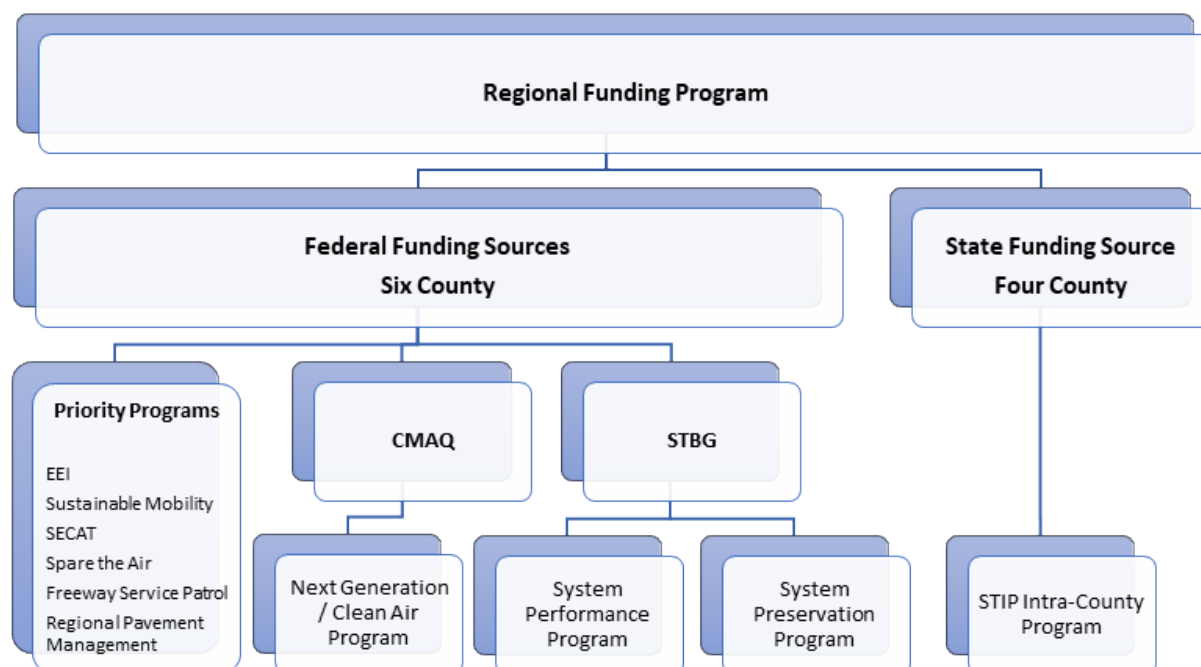 Regional Funding Program
Federal Funding Sources
Six County
State Funding Source
Four County
Priority Programs
EEI
Sustainable Mobility
SECAT
Spare the Air
Freeway Service Patrol
Regional Pavement
Management
CMAQ
STBG
Next Generation
/ Clean Air
Program
System
Performance
Program
System
Preservation
Program
STIP Intra-County
Program